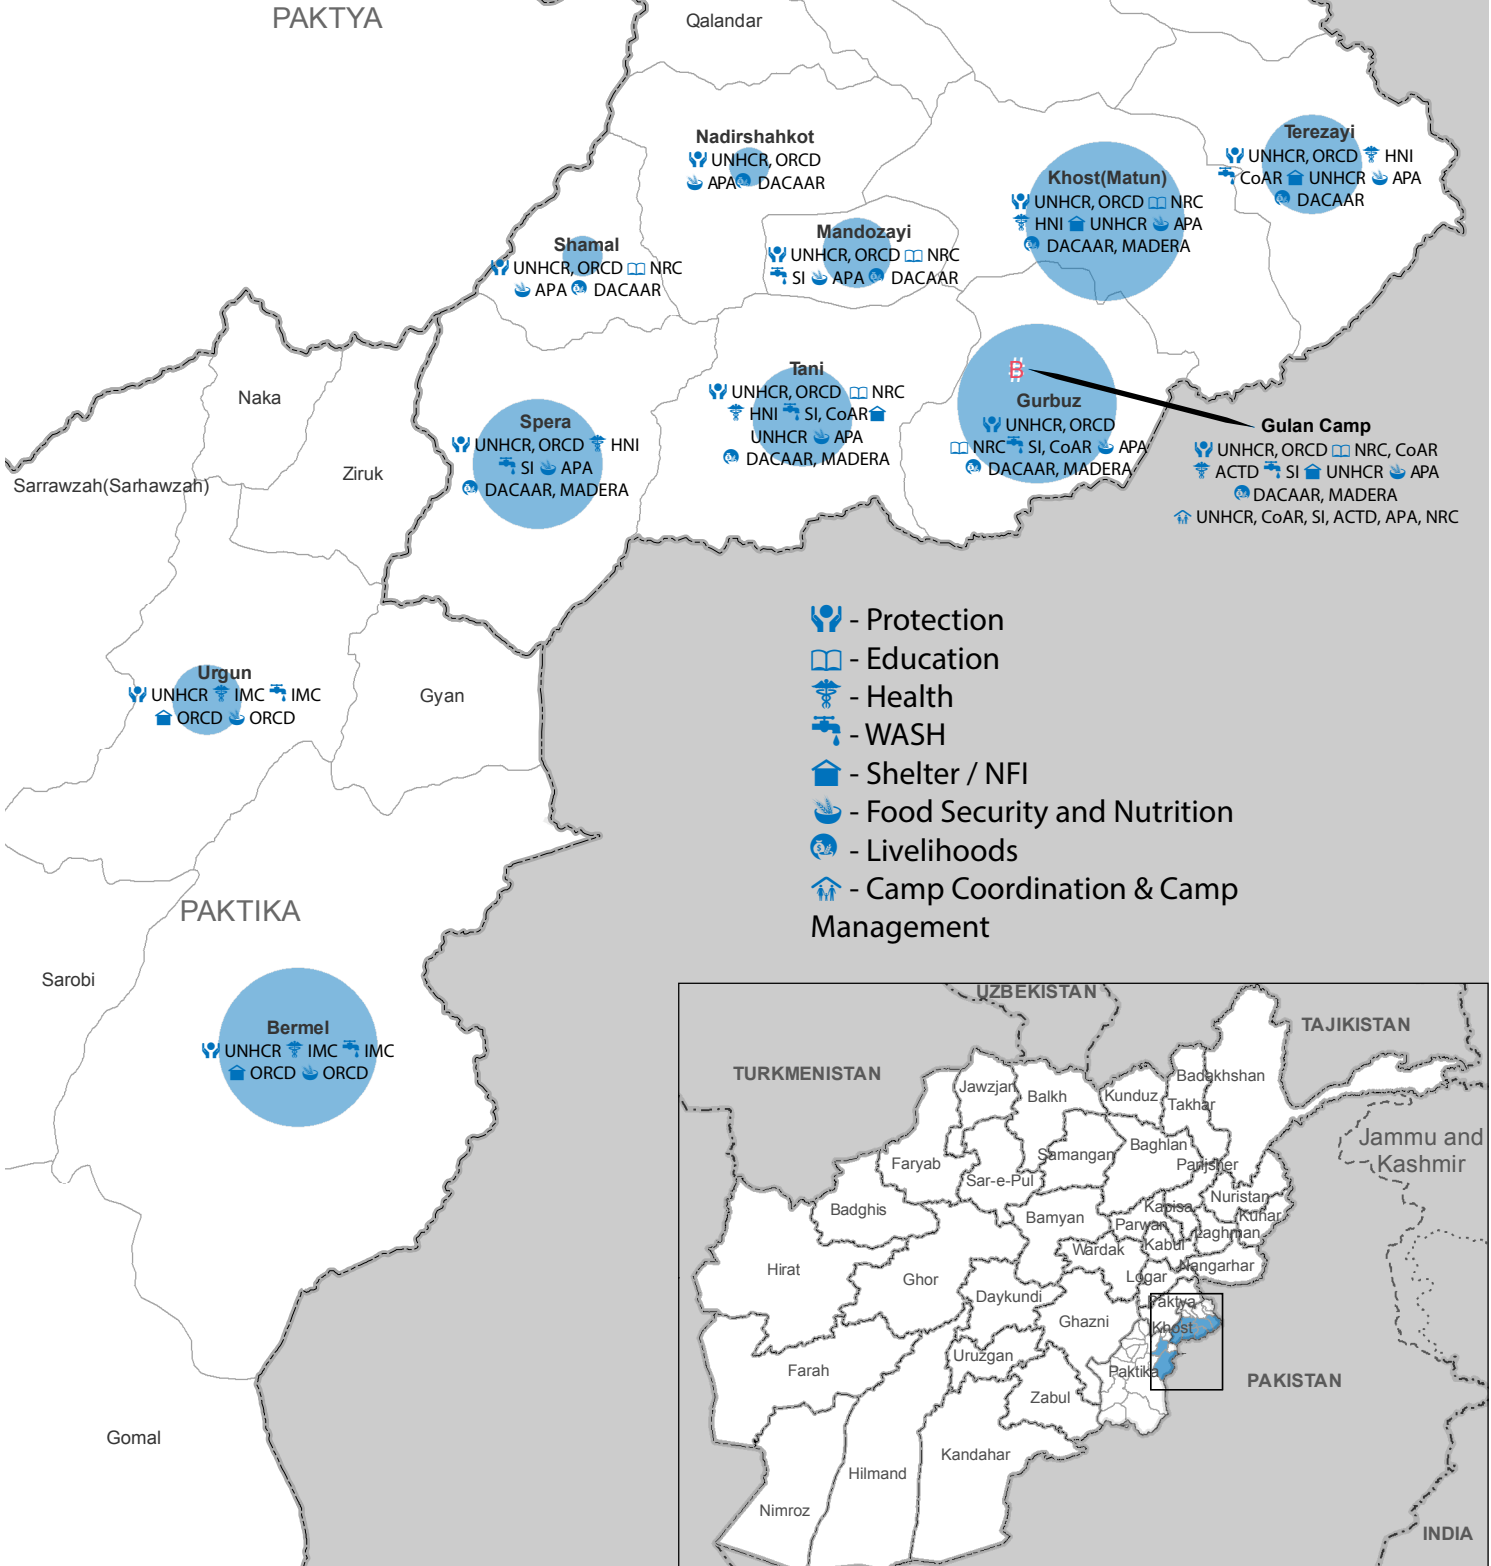 PAKTYA
Qalandar
Nadirshahkot
UNHCR, ORCD
APA DACAAR
Terezayi
UNHCR, ORCD HNI
CoAR UNHCR APA
DACAAR
Khost(Matun)
UNHCR, ORCD NRC
HNI UNHCR APA
DACAAR, MADERA
Mandozayi
UNHCR, ORCD NRC
SI APA DACAAR
Shamal
UNHCR, ORCD NRC
APA DACAAR
Naka
Ziruk
Sarrawzah(Sarhawzah)
Spera
UNHCR, ORCD HNI
SI APA
DACAAR, MADERA
Tani
UNHCR, ORCD NRC
HNI SI, CoAR
UNHCR APA
DACAAR, MADERA
Gurbuz
UNHCR, ORCD
NRC SI, CoAR APA
DACAAR, MADERA
Gulan Camp
UNHCR, ORCD NRC, CoAR
ACTD SI UNHCR APA
DACAAR, MADERA
UNHCR, CoAR, SI, ACTD, APA, NRC
Urgun
UNHCR IMC IMC
ORCD ORCD
Gyan
- Protection
- Education
- Health
- WASH
- Shelter / NFI
- Food Security and Nutrition
- Livelihoods
- Camp Coordination & Camp
Management
PAKTIKA
Sarobi
Bermel
UNHCR IMC IMC
ORCD ORCD
Gomal
UZBEKISTAN
TAJIKISTAN
TURKMENISTAN
Jawzjan
Balkh
Kunduz
Badakhshan
Takhar
Jammu and
Kashmir
Faryab
Samangan
Baghlan
Panjsher
Sar-e-Pul
Badghis
Bamyan
Nuristan
Kapisa
Kunar
Parwan
Laghman
Kabul
Wardak
Hirat
Ghor
Nangarhar
Logar
Daykundi
Paktya
Ghazni
Khost
Uruzgan
Farah
Paktika
PAKISTAN
Zabul
Kandahar
Hilmand
Nimroz
INDIA